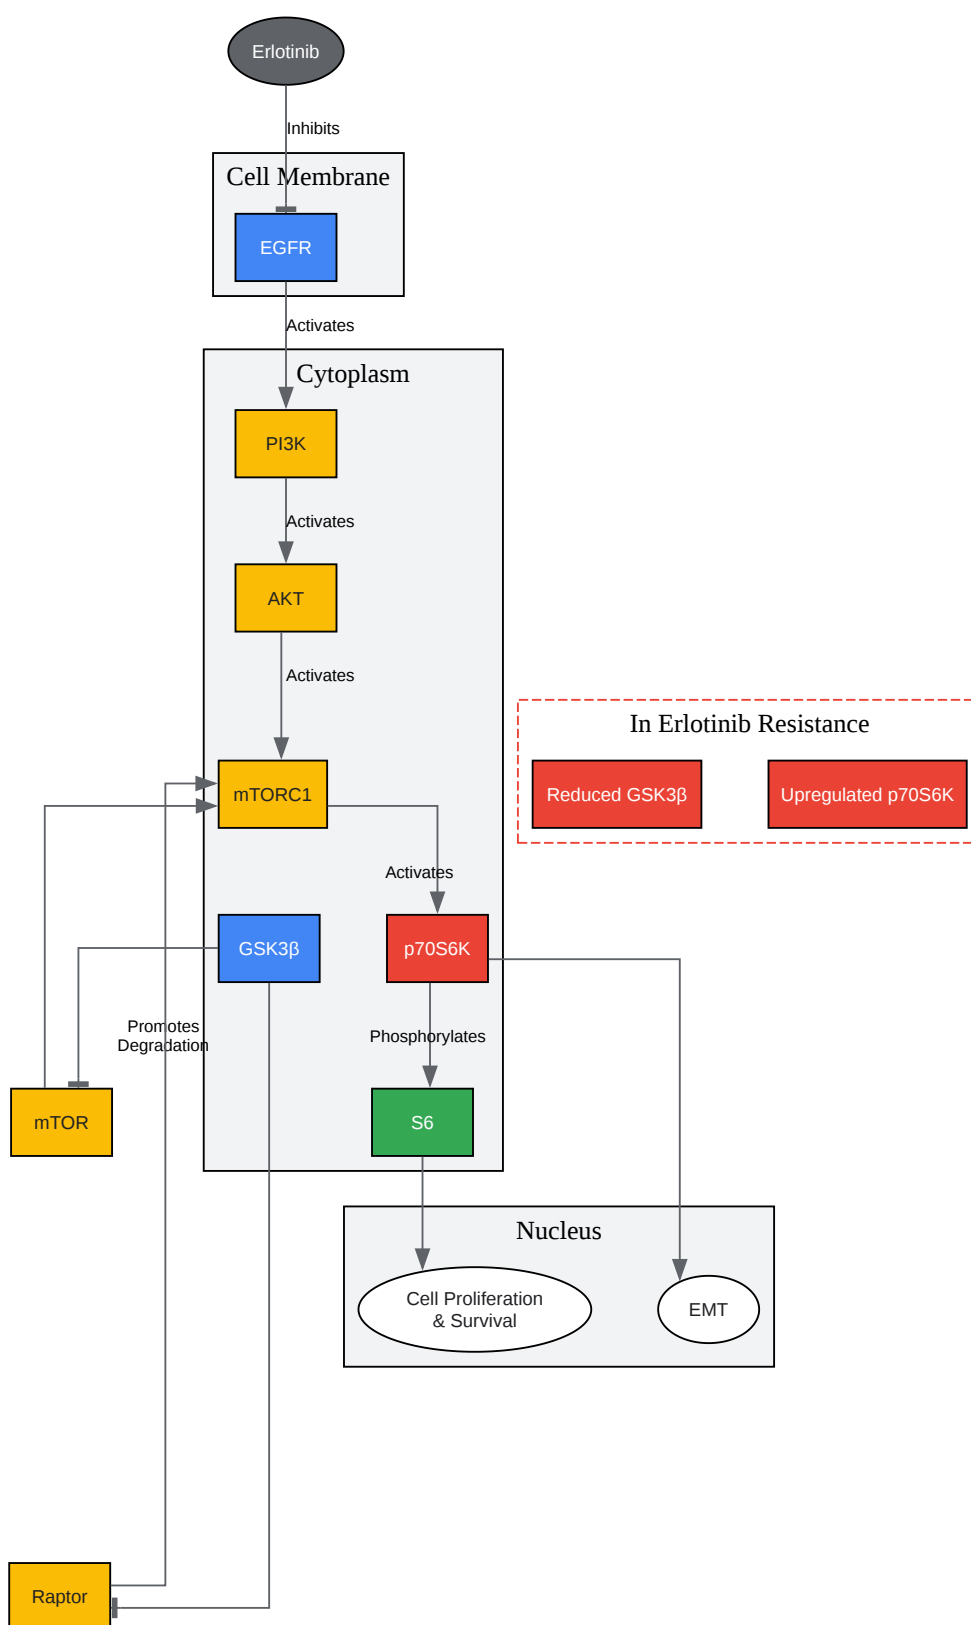 Erlotinib
Inhibits
Cell Membrane
EGFR
Activates
Cytoplasm
PI3K
Activates
AKT
Activates
In Erlotinib Resistance
mTORC1
Reduced GSK3β
Upregulated p70S6K
Activates
GSK3β
p70S6K
Promotes
Degradation
Phosphorylates
mTOR
S6
Nucleus
Cell Proliferation
& Survival
EMT
Raptor